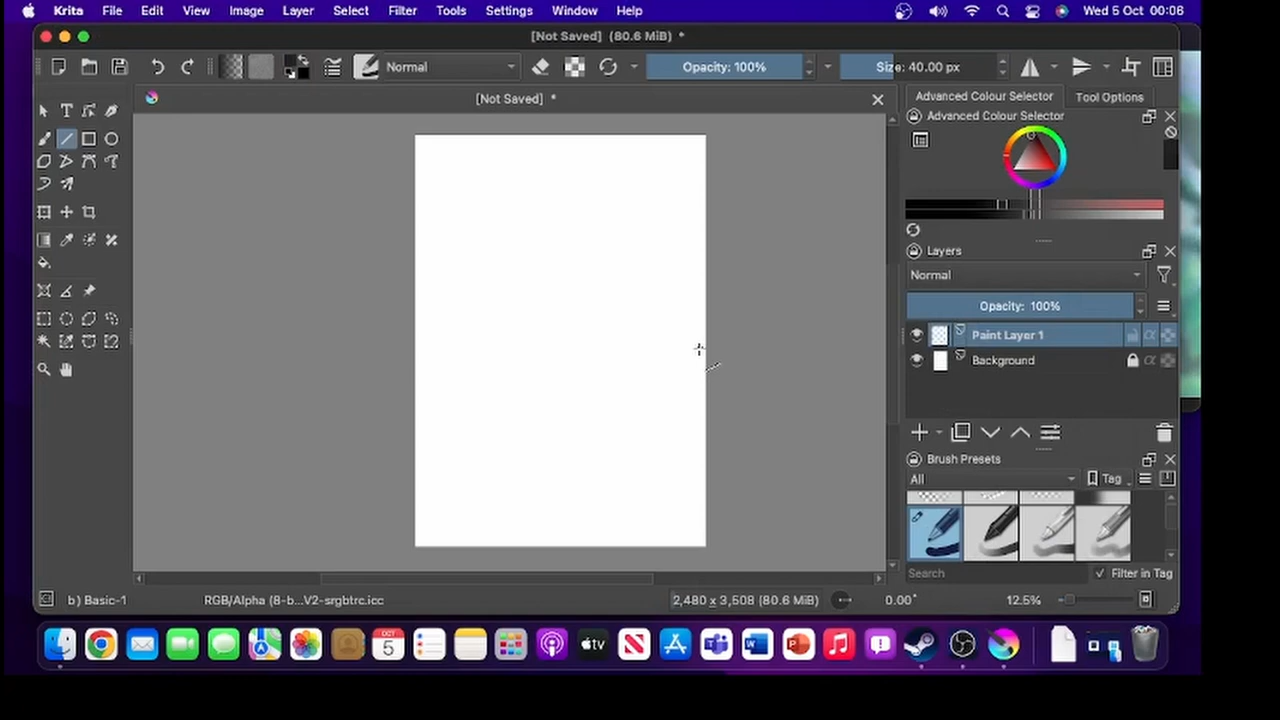 Krita File Edit View Image Layer Select Filter Tools Settings Window Help Wed 5 Oct 00:06
[Not Saved] (80.6 MiB) *
Normal Opacity: 100% Size: 40.00 px
[Not Saved] *
Advanced Colour Selector Tool Options
Advanced Colour Selector
Layers
Normal
Opacity: 100%
Paint Layer 1
Background
Brush Presets
All Tag
Search Filter in Tag
b) Basic-1 RGB/Alpha (8-b...V2-srgbtrc.icc 2,480 x 3,508 (80.6 MiB) 0.00° 12.5%
OCT
5
tv
W P